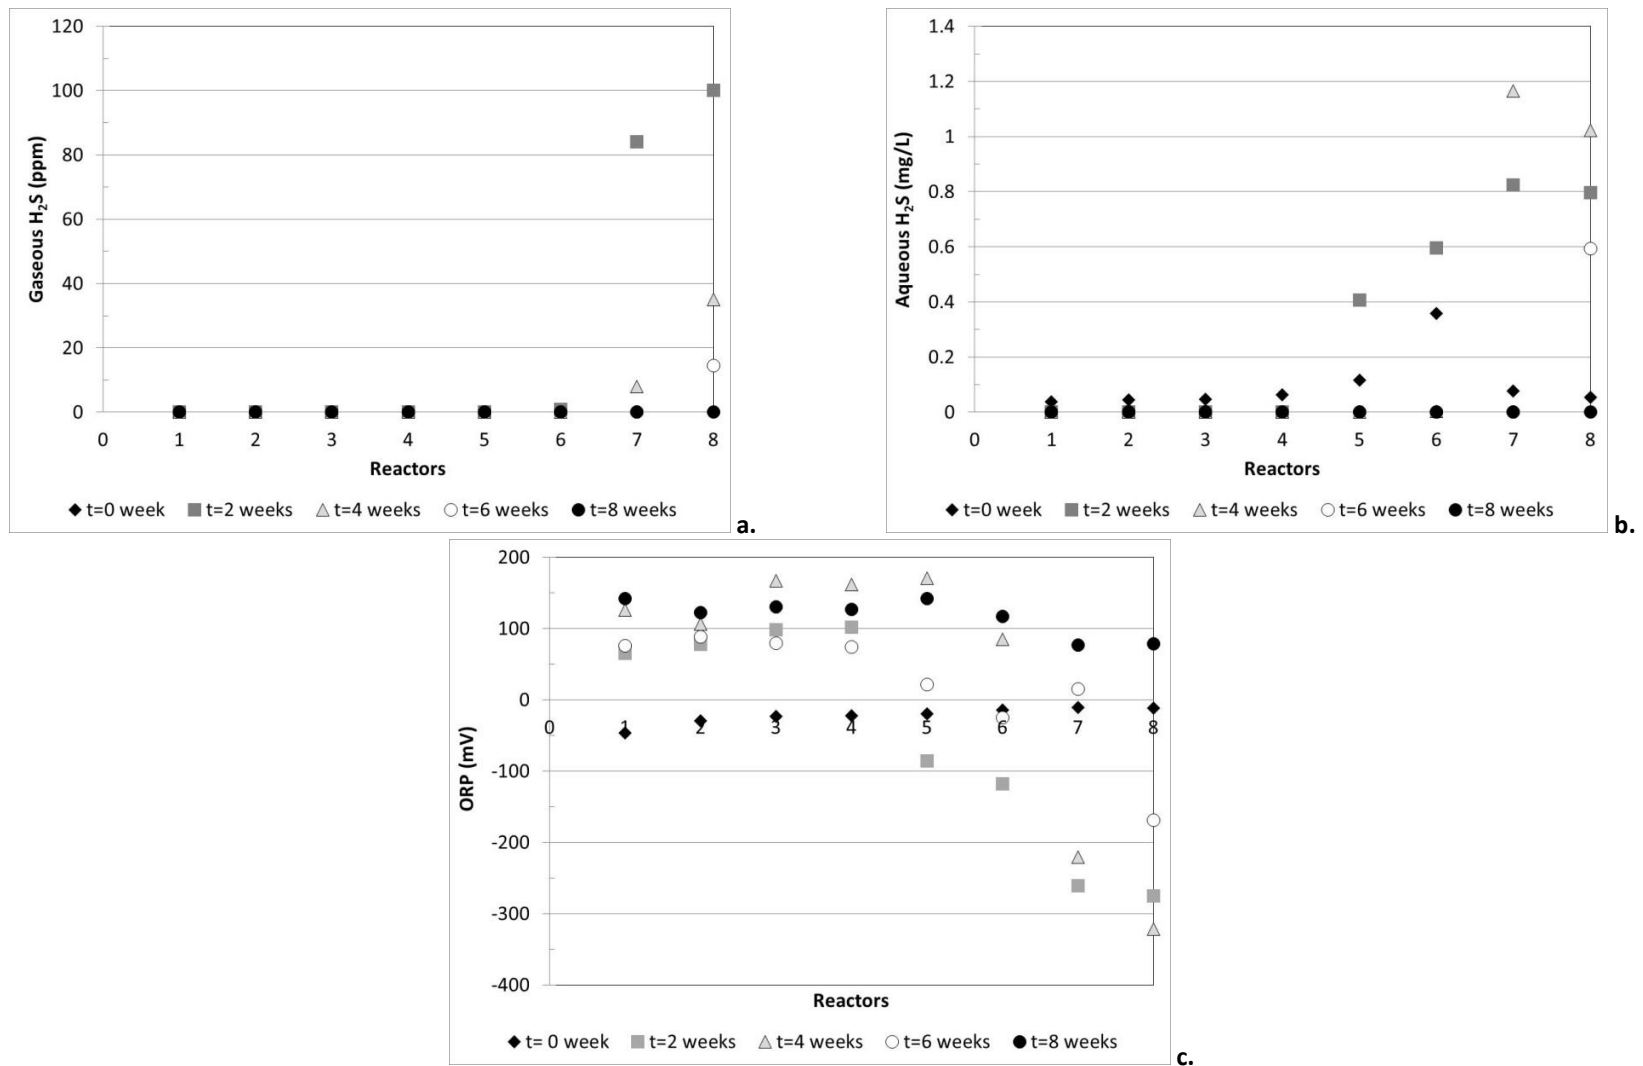 120
100
80
60
40
20
0
Gaseous H₂S (ppm)
0 1 2 3 4 5 6 7 8
Reactors
t=0 week t=2 weeks t=4 weeks t=6 weeks t=8 weeks
a.
1.4
1.2
1
0.8
0.6
0.4
0.2
0
Aqueous H₂S (mg/L)
0 1 2 3 4 5 6 7 8
Reactors
t=0 week t=2 weeks t=4 weeks t=6 weeks t=8 weeks
b.
200
100
0
-100
-200
-300
-400
ORP (mV)
0 1 2 3 4 5 6 7 8
Reactors
t= 0 week t=2 weeks t=4 weeks t=6 weeks t=8 weeks
c.